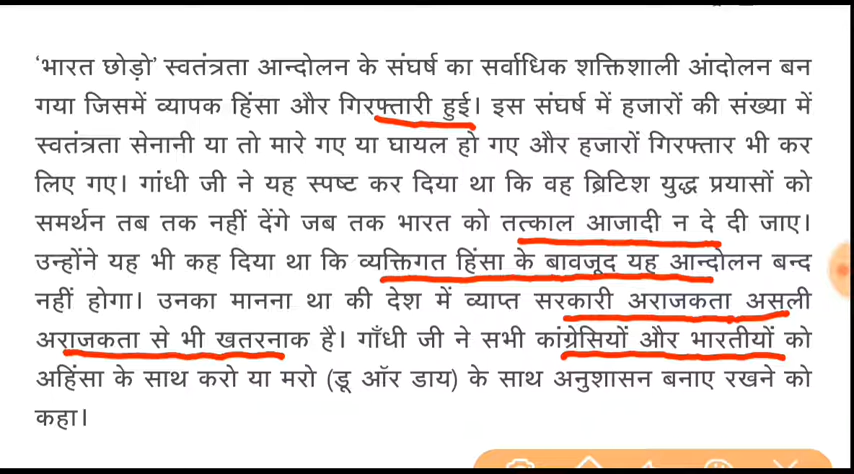 'भारत छोड़ो' स्वतंत्रता आन्दोलन के संघर्ष का सर्वाधिक शक्तिशाली आंदोलन बन
गया जिसमें व्यापक हिंसा और गिरफ्तारी हुई। इस संघर्ष में हजारों की संख्या में
स्वतंत्रता सेनानी या तो मारे गए या घायल हो गए और हजारों गिरफ्तार भी कर
लिए गए। गांधी जी ने यह स्पष्ट कर दिया था कि वह ब्रिटिश युद्ध प्रयासों को
समर्थन तब तक नहीं देंगे जब तक भारत को तत्काल आजादी न दे दी जाए।
उन्होंने यह भी कह दिया था कि व्यक्तिगत हिंसा के बावजूद यह आन्दोलन बन्द
नहीं होगा। उनका मानना था की देश में व्याप्त सरकारी अराजकता असली
अराजकता से भी खतरनाक है। गाँधी जी ने सभी कांग्रेसियों और भारतीयों को
अहिंसा के साथ करो या मरो (डू ऑर डाय) के साथ अनुशासन बनाए रखने को
कहा।